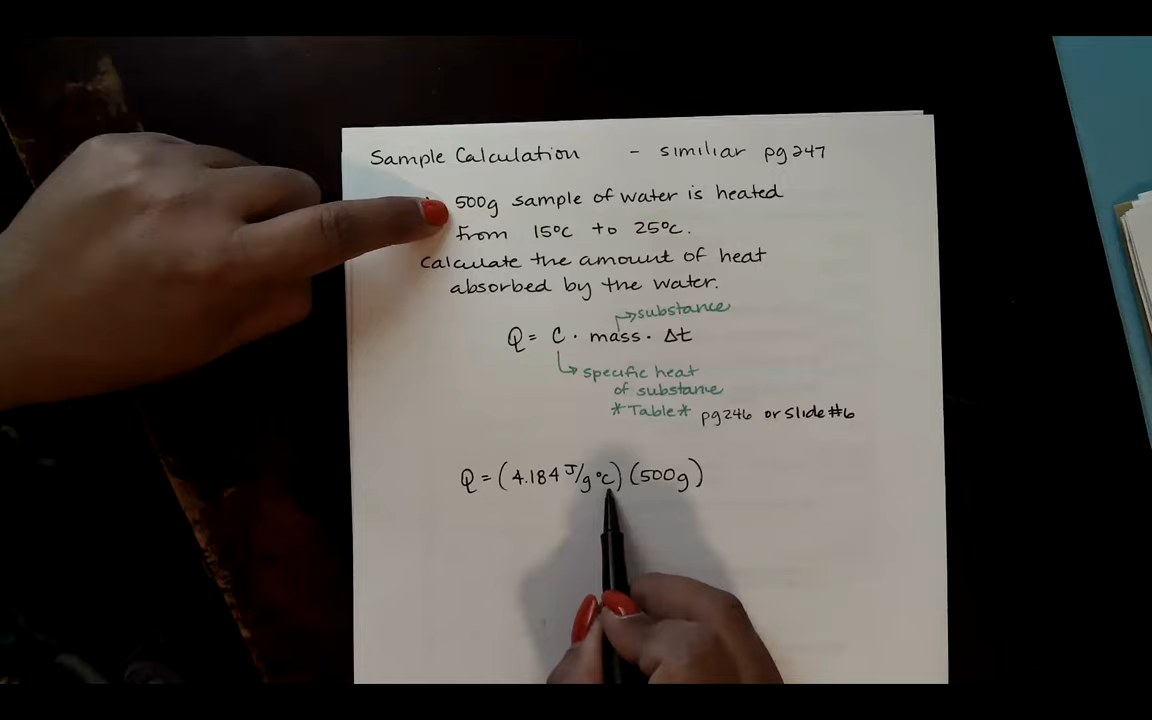 Sample Calculation - similiar pg 247
500g sample of water is heated
From 15°C to 25°C.
Calculate the amount of heat
absorbed by the water.
→substance
Q = C · mass · Δt
↳ specific heat
of substance
*Table* pg 246 or Slide #6
Q = (4.184 J/g °C) (500g)